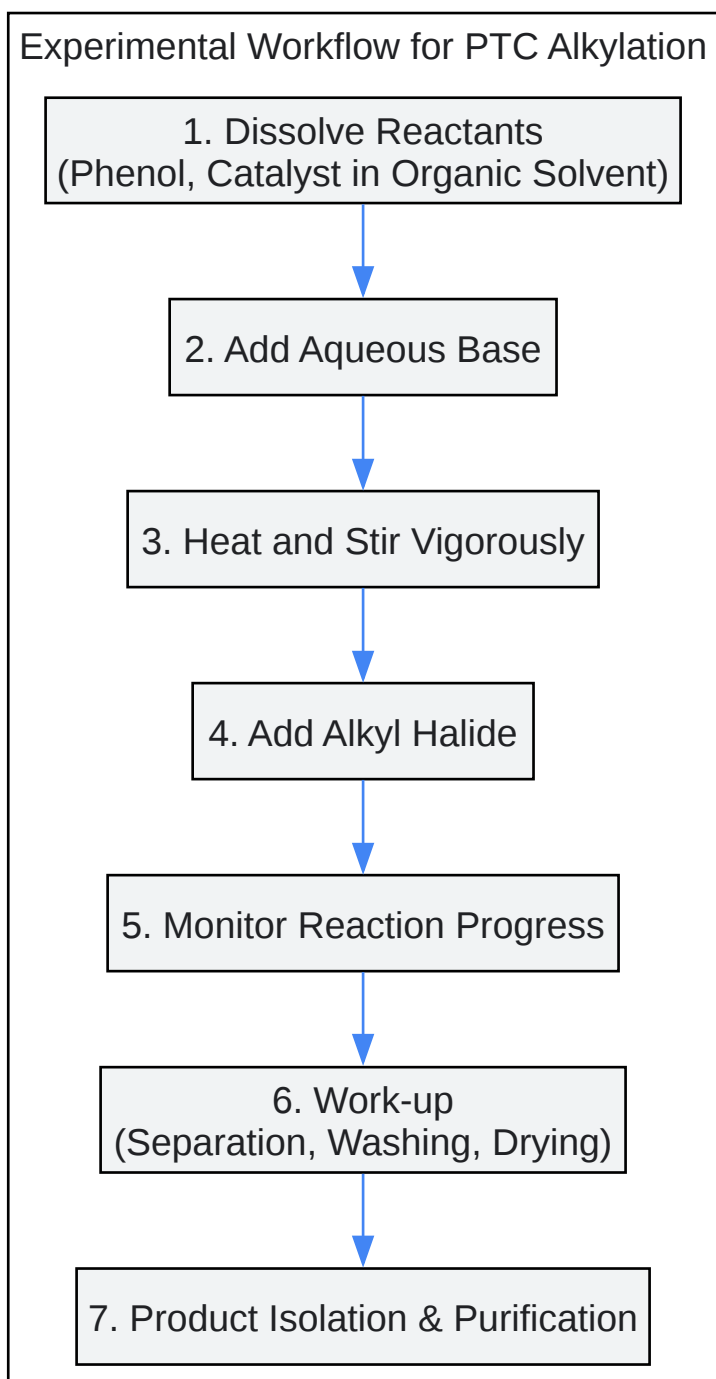 Experimental Workflow for PTC Alkylation
1. Dissolve Reactants
(Phenol, Catalyst in Organic Solvent)
2. Add Aqueous Base
3. Heat and Stir Vigorously
4. Add Alkyl Halide
5. Monitor Reaction Progress
6. Work-up
(Separation, Washing, Drying)
7. Product Isolation & Purification